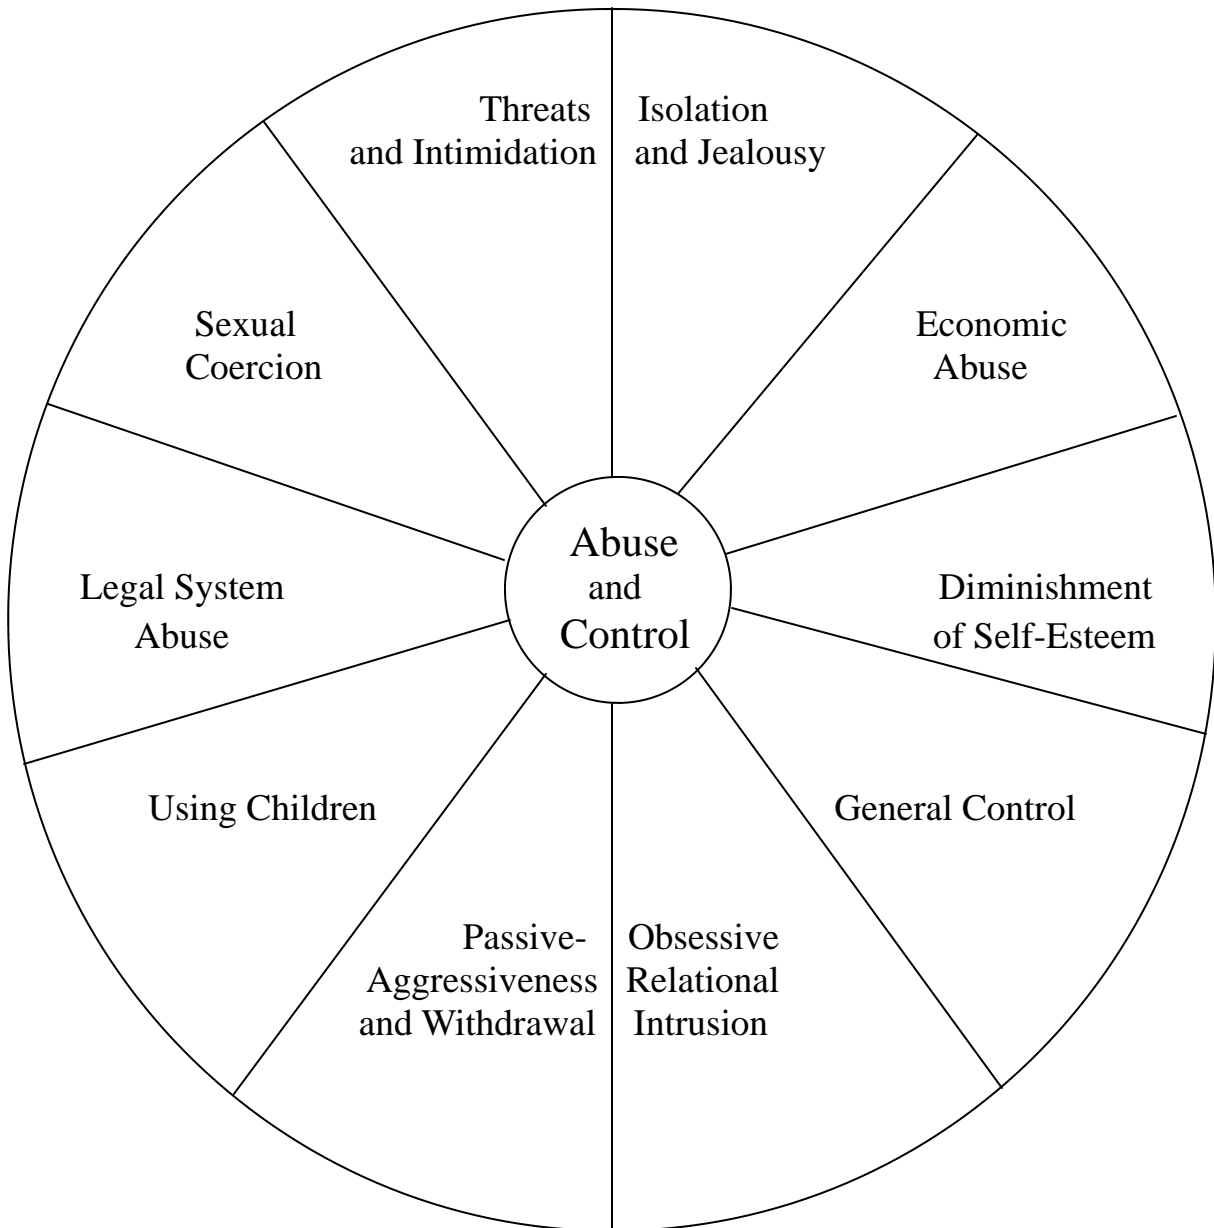 Threats
and Intimidation
Isolation
and Jealousy
Sexual
Coercion
Economic
Abuse
Abuse
and
Control
Legal System
Abuse
Diminishment
of Self-Esteem
Using Children
General Control
Passive-
Aggressiveness
and Withdrawal
Obsessive
Relational
Intrusion